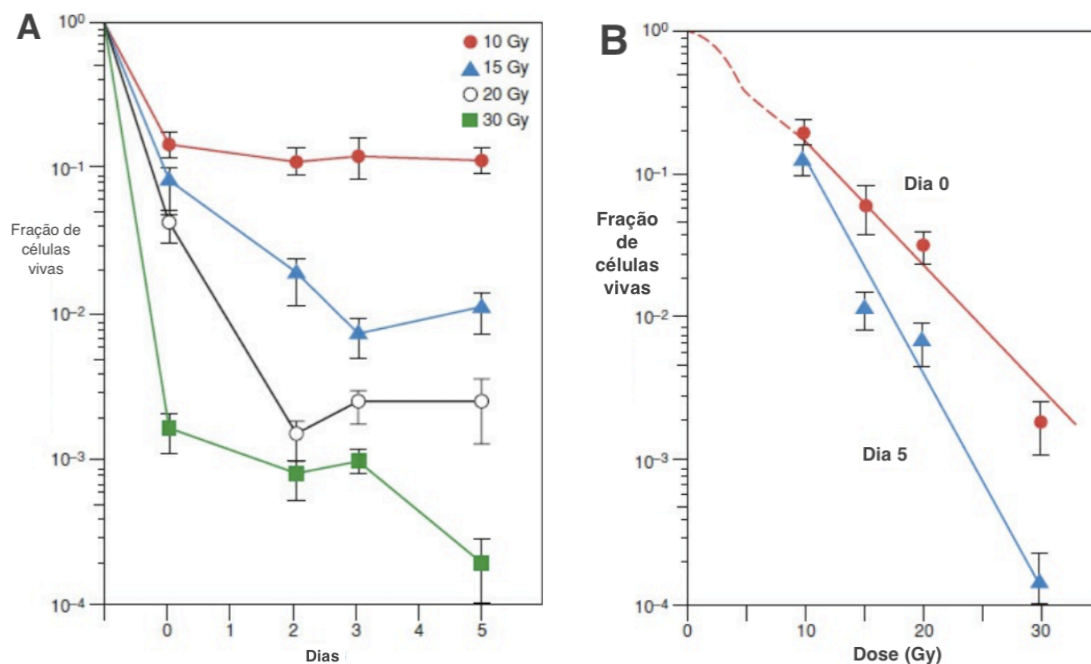 A
10⁰
10⁻¹
10⁻²
10⁻³
10⁻⁴
Fração de
células
vivas
10 Gy
15 Gy
20 Gy
30 Gy
0
1
2
3
4
5
Dias
B
10⁰
10⁻¹
10⁻²
10⁻³
10⁻⁴
Fração
de
células
vivas
Dia 0
Dia 5
0
10
20
30
Dose (Gy)